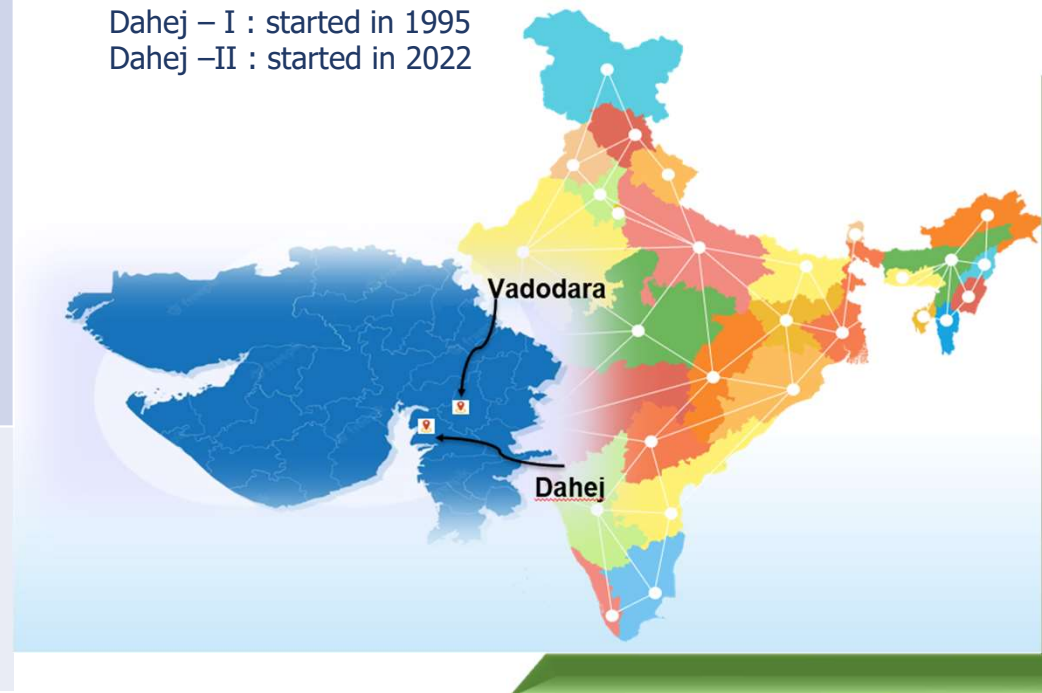 Dahej – I : started in 1995
Dahej –II : started in 2022
Vadodara
Dahej